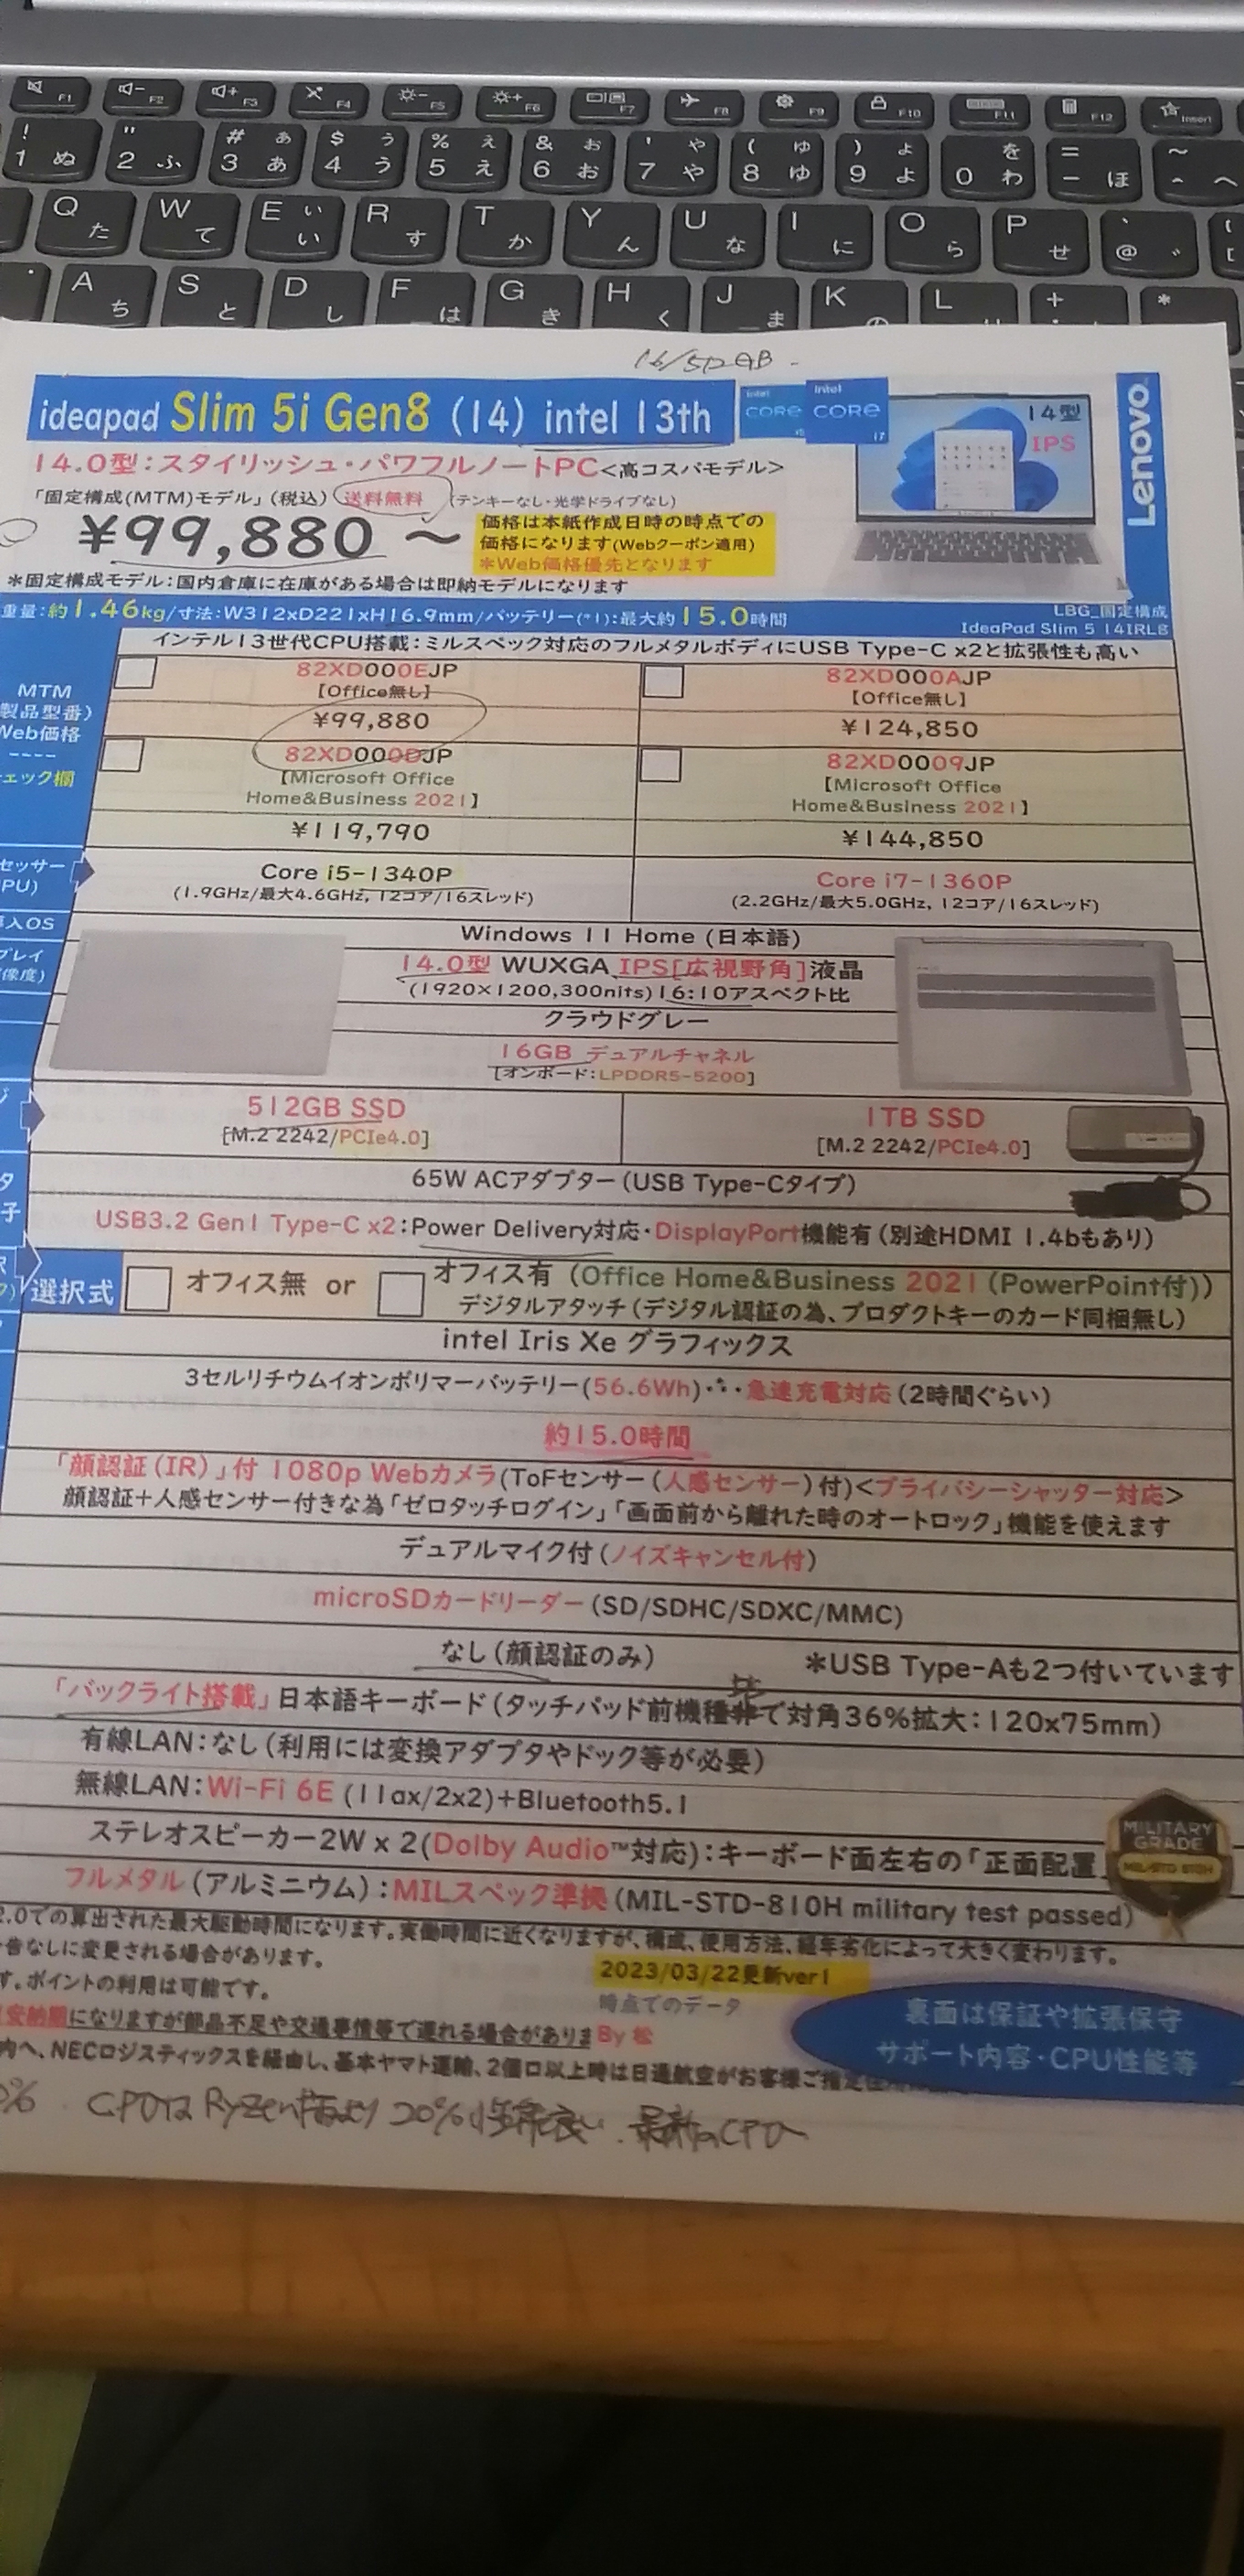 F1 F2 F3 F4 F5 F6 F7 F8 F9 F10 F11 F12 Insert
! " # ぁ $ ぅ % ぇ & ぉ ' ゃ ( ゅ ) ょ を = ~
1 ぬ 2 ふ 3 あ 4 う 5 え 6 お 7 や 8 ゆ 9 よ 0 わ - ほ ^ へ
Q た W て E ぃ い R す T か Y ん U な I に O ら P せ ` @ ゛ [
A ち S と D し F は G き H く J ま K の L + *
16/512GB
ideapad Slim 5i Gen8 (14) intel 13th
intel CORE i5 intel CORE i7
14型
IPS
Lenovo
14.0型:スタイリッシュ・パワフルノートPC<高コスパモデル>
「固定構成(MTM)モデル」(税込) 送料無料 (テンキーなし・光学ドライブなし)
¥99,880 ~
価格は本紙作成日時の時点での
価格になります(Webクーポン適用)
*Web価格優先となります
*固定構成モデル:国内倉庫に在庫がある場合は即納モデルになります
重量:約1.46kg/寸法:W312xD221xH16.9mm/バッテリー(*1):最大約15.0時間
LBG_固定構成
IdeaPad Slim 5 14IRL8
インテル13世代CPU搭載:ミルスペック対応のフルメタルボディにUSB Type-C x2と拡張性も高い
MTM
製品型番)
Web価格
----
ェック欄
82XD000EJP
【Office無し】
¥99,880
82XD000AJP
【Office無し】
¥124,850
82XD000DJP
【Microsoft Office
Home&Business 2021】
¥119,790
82XD0009JP
【Microsoft Office
Home&Business 2021】
¥144,850
セッサー
PU)
Core i5-1340P
(1.9GHz/最大4.6GHz, 12コア/16スレッド)
Core i7-1360P
(2.2GHz/最大5.0GHz, 12コア/16スレッド)
入OS
Windows 11 Home (日本語)
プレイ
像度)
14.0型 WUXGA IPS[広視野角]液晶
(1920×1200,300nits)16:10アスペクト比
クラウドグレー
16GB デュアルチャネル
[オンボード:LPDDR5-5200]
512GB SSD
[M.2 2242/PCIe4.0]
1TB SSD
[M.2 2242/PCIe4.0]
65W ACアダプター(USB Type-Cタイプ)
タ
子
USB3.2 Gen1 Type-C x2:Power Delivery対応・DisplayPort機能有(別途HDMI 1.4bもあり)
選択式
オフィス無 or オフィス有 (Office Home&Business 2021 (PowerPoint付))
デジタルアタッチ(デジタル認証の為、プロダクトキーのカード同梱無し)
intel Iris Xe グラフィックス
3セルリチウムイオンポリマーバッテリー(56.6Wh)・・・急速充電対応(2時間ぐらい)
約15.0時間
「顔認証(IR)」付 1080p Webカメラ(ToFセンサー(人感センサー)付)<プライバシーシャッター対応>
顔認証+人感センサー付きな為「ゼロタッチログイン」「画面前から離れた時のオートロック」機能を使えます
デュアルマイク付(ノイズキャンセル付)
microSDカードリーダー(SD/SDHC/SDXC/MMC)
なし(顔認証のみ)
*USB Type-Aも2つ付いています
比
「バックライト搭載」日本語キーボード(タッチパッド前機種非で対角36%拡大:120x75mm)
有線LAN:なし(利用には変換アダプタやドック等が必要)
無線LAN:Wi-Fi 6E (11ax/2x2)+Bluetooth5.1
ステレオスピーカー2W x 2(Dolby Audio™対応):キーボード面左右の「正面配置」
フルメタル(アルミニウム):MILスペック準拠(MIL-STD-810H military test passed)
MILITARY
GRADE
MIL-STD 810H
2.0での算出された最大駆動時間になります。実働時間に近くなりますが、構成、使用方法、経年劣化によって大きく変わります。
告なしに変更される場合があります。
す。ポイントの利用は可能です。
2023/03/22更新ver1
時点でのデータ
By 松
になりますが部品不足や交通事情等で遅れる場合がありま
裏面は保証や拡張保守
サポート内容・CPU性能等
内へ、NECロジスティックスを経由し、基本ヤマト運輸、2個口以上時は日通航空がお客様ご指定
CPUは Ryzen 20% 最新のCPU